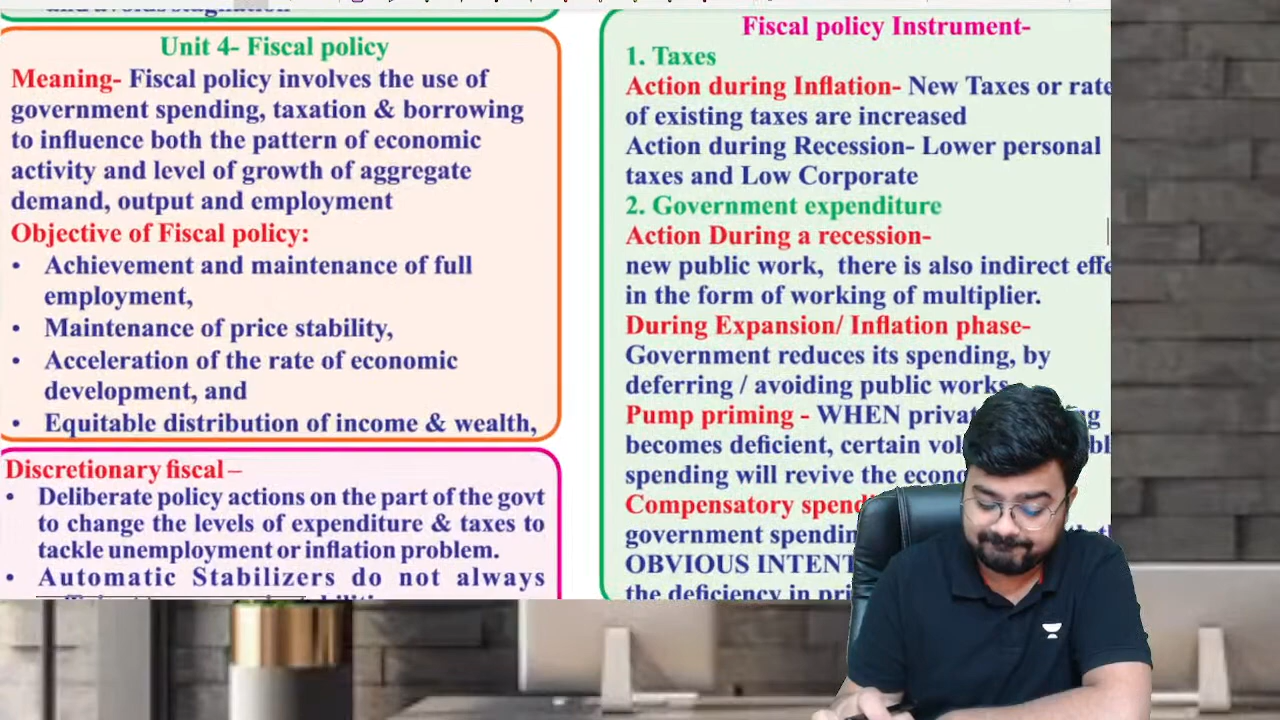 Unit 4- Fiscal policy
Meaning- Fiscal policy involves the use of
government spending, taxation & borrowing
to influence both the pattern of economic
activity and level of growth of aggregate
demand, output and employment
Objective of Fiscal policy:
• Achievement and maintenance of full
employment,
• Maintenance of price stability,
• Acceleration of the rate of economic
development, and
• Equitable distribution of income & wealth,
Discretionary fiscal –
• Deliberate policy actions on the part of the govt
to change the levels of expenditure & taxes to
tackle unemployment or inflation problem.
• Automatic Stabilizers do not always
Fiscal policy Instrument-
1. Taxes
Action during Inflation- New Taxes or rate
of existing taxes are increased
Action during Recession- Lower personal
taxes and Low Corporate
2. Government expenditure
Action During a recession-
new public work, there is also indirect effe
in the form of working of multiplier.
During Expansion/ Inflation phase-
Government reduces its spending, by
deferring / avoiding public works
Pump priming - WHEN privat
becomes deficient, certain vol
spending will revive the econo
Compensatory spend
government spendin
OBVIOUS INTENT
the deficiency in pri